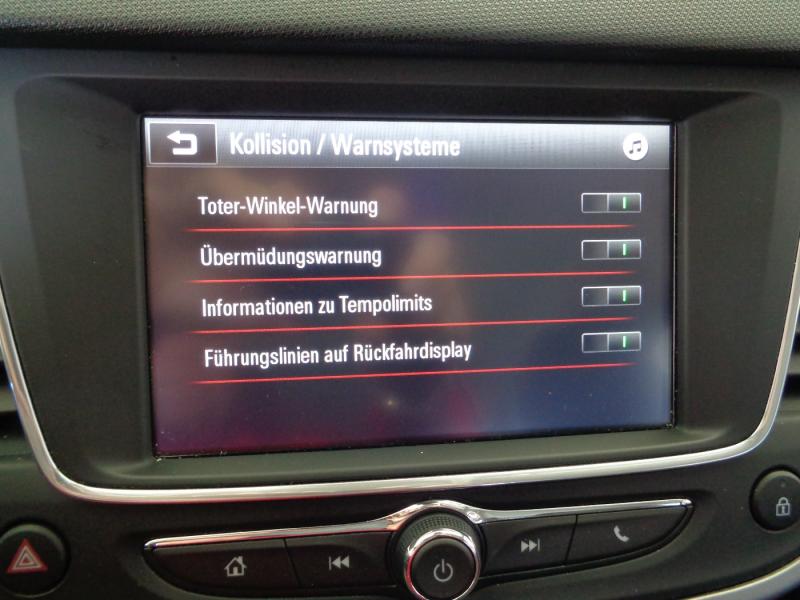 Kollision / Warnsysteme
Toter-Winkel-Warnung
Übermüdungswarnung
Informationen zu Tempolimits
Führungslinien auf Rückfahrdisplay